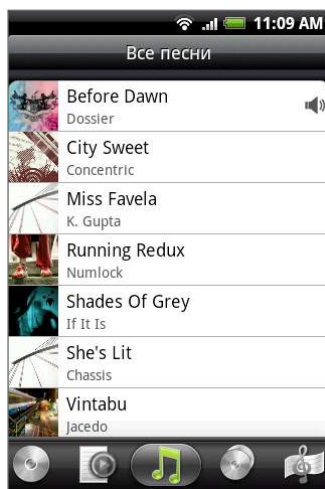 11:09 AM
Все песни
Before Dawn
Dossier
City Sweet
Concentric
Miss Favela
K. Gupta
Running Redux
Numlock
Shades Of Grey
If It Is
She's Lit
Chassis
Vintabu
Jacedo